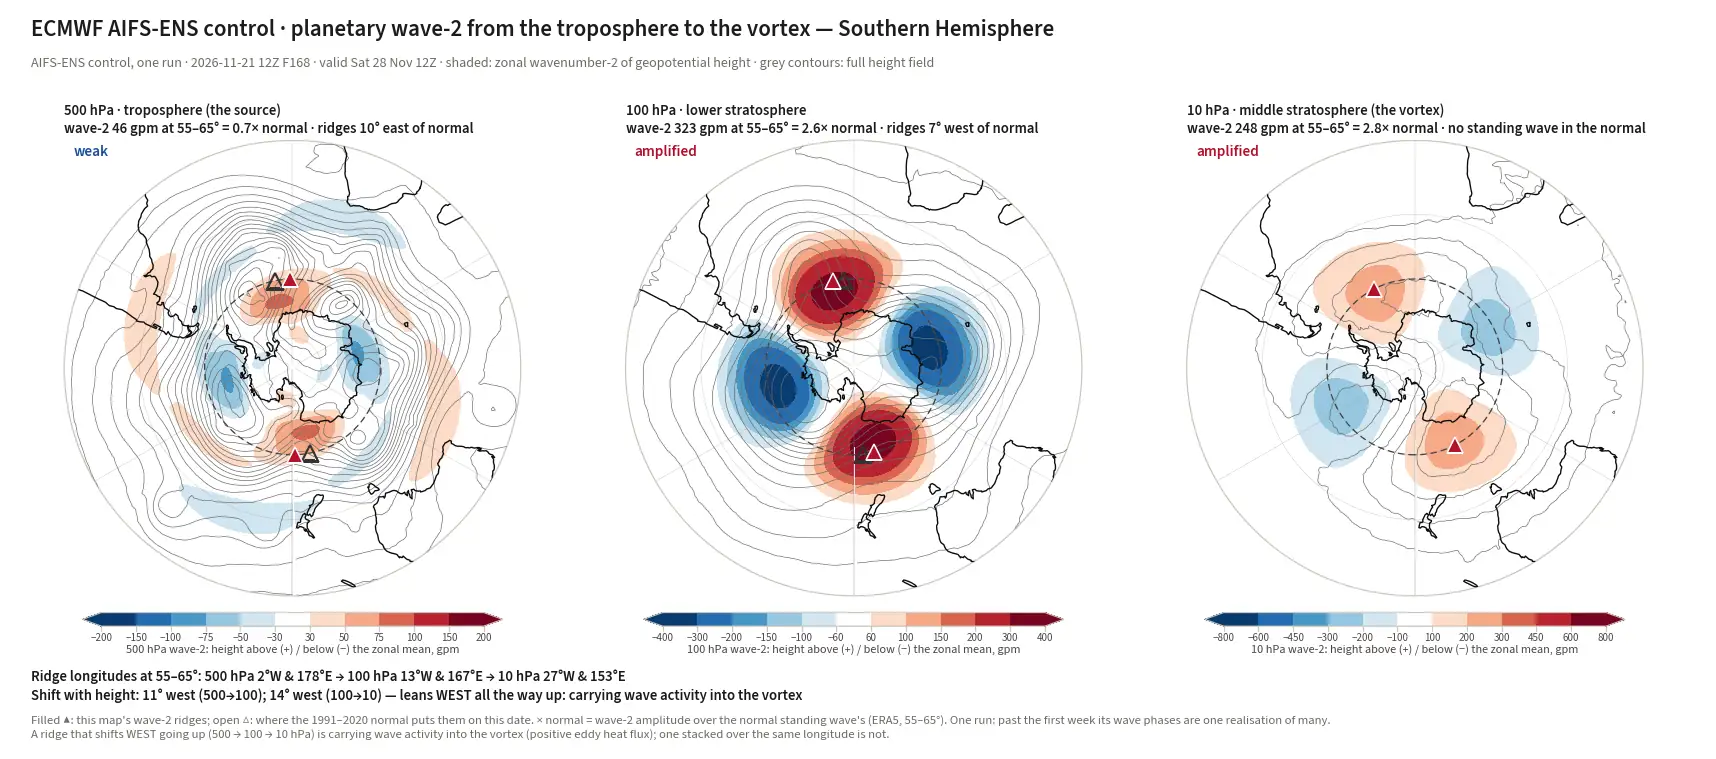 ECMWF AIFS-ENS control · planetary wave-2 from the troposphere to the vortex — Southern Hemisphere
AIFS-ENS control, one run · 2026-11-21 12Z F168 · valid Sat 28 Nov 12Z · shaded: zonal wavenumber-2 of geopotential height · grey contours: full height field
500 hPa · troposphere (the source)
wave-2 46 gpm at 55–65° = 0.7× normal · ridges 10° east of normal
weak
100 hPa · lower stratosphere
wave-2 323 gpm at 55–65° = 2.6× normal · ridges 7° west of normal
amplified
10 hPa · middle stratosphere (the vortex)
wave-2 248 gpm at 55–65° = 2.8× normal · no standing wave in the normal
amplified
−200 −150 −100 −75 −50 −30 30 50 75 100 150 200
500 hPa wave-2: height above (+) / below (−) the zonal mean, gpm
−400 −300 −200 −150 −100 −60 60 100 150 200 300 400
100 hPa wave-2: height above (+) / below (−) the zonal mean, gpm
−800 −600 −450 −300 −200 −100 100 200 300 450 600 800
10 hPa wave-2: height above (+) / below (−) the zonal mean, gpm
Ridge longitudes at 55–65°: 500 hPa 2°W & 178°E → 100 hPa 13°W & 167°E → 10 hPa 27°W & 153°E
Shift with height: 11° west (500→100); 14° west (100→10) — leans WEST all the way up: carrying wave activity into the vortex
Filled ▲: this map's wave-2 ridges; open △: where the 1991–2020 normal puts them on this date. × normal = wave-2 amplitude over the normal standing wave's (ERA5, 55–65°). One run: past the first week its wave phases are one realisation of many.
A ridge that shifts WEST going up (500 → 100 → 10 hPa) is carrying wave activity into the vortex (positive eddy heat flux); one stacked over the same longitude is not.